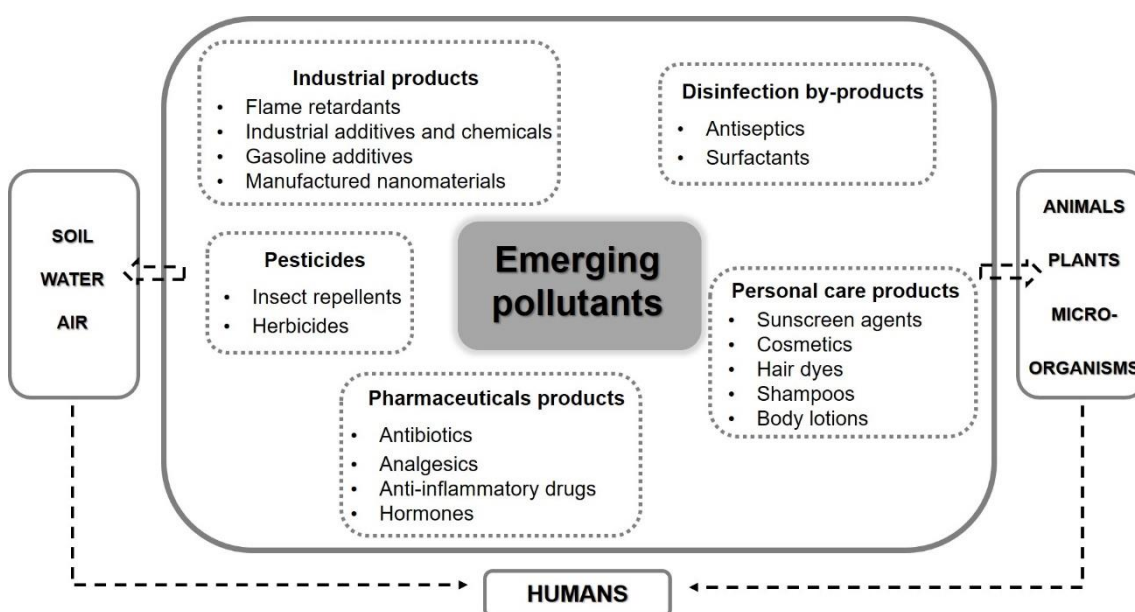 Industrial products
• Flame retardants
• Industrial additives and chemicals
• Gasoline additives
• Manufactured nanomaterials
Disinfection by-products
• Antiseptics
• Surfactants
SOIL
WATER
AIR
Pesticides
• Insect repellents
• Herbicides
Emerging
pollutants
Personal care products
• Sunscreen agents
• Cosmetics
• Hair dyes
• Shampoos
• Body lotions
ANIMALS
PLANTS
MICRO-
ORGANISMS
Pharmaceuticals products
• Antibiotics
• Analgesics
• Anti-inflammatory drugs
• Hormones
HUMANS